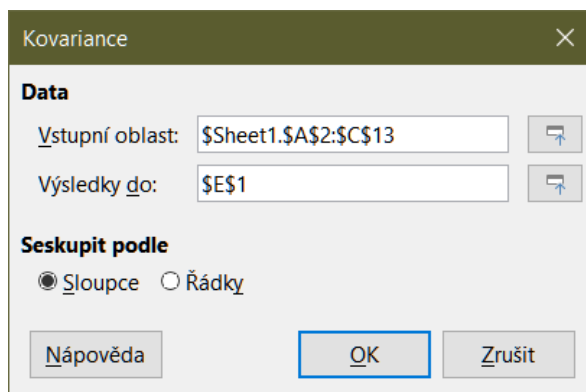 Kovariance
Data
Vstupní oblast: $Sheet1.$A$2:$C$13
Výsledky do: $E$1
Seskupit podle
Sloupce Řádky
Nápověda OK Zrušit